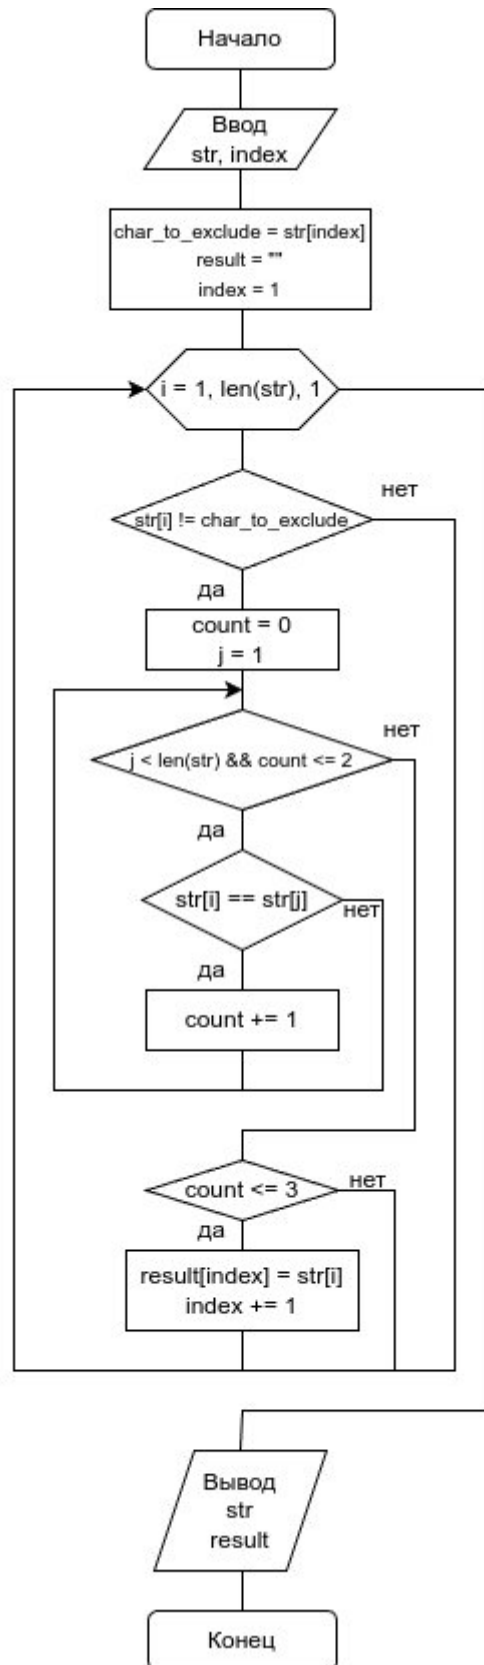 Начало
Ввод
str, index
char_to_exclude = str[index]
result = ""
index = 1
i = 1, len(str), 1
нет
str[i] != char_to_exclude
да
count = 0
j = 1
нет
j < len(str) && count <= 2
да
str[i] == str[j]
нет
да
count += 1
count <= 3
нет
да
result[index] = str[i]
index += 1
Вывод
str
result
Конец